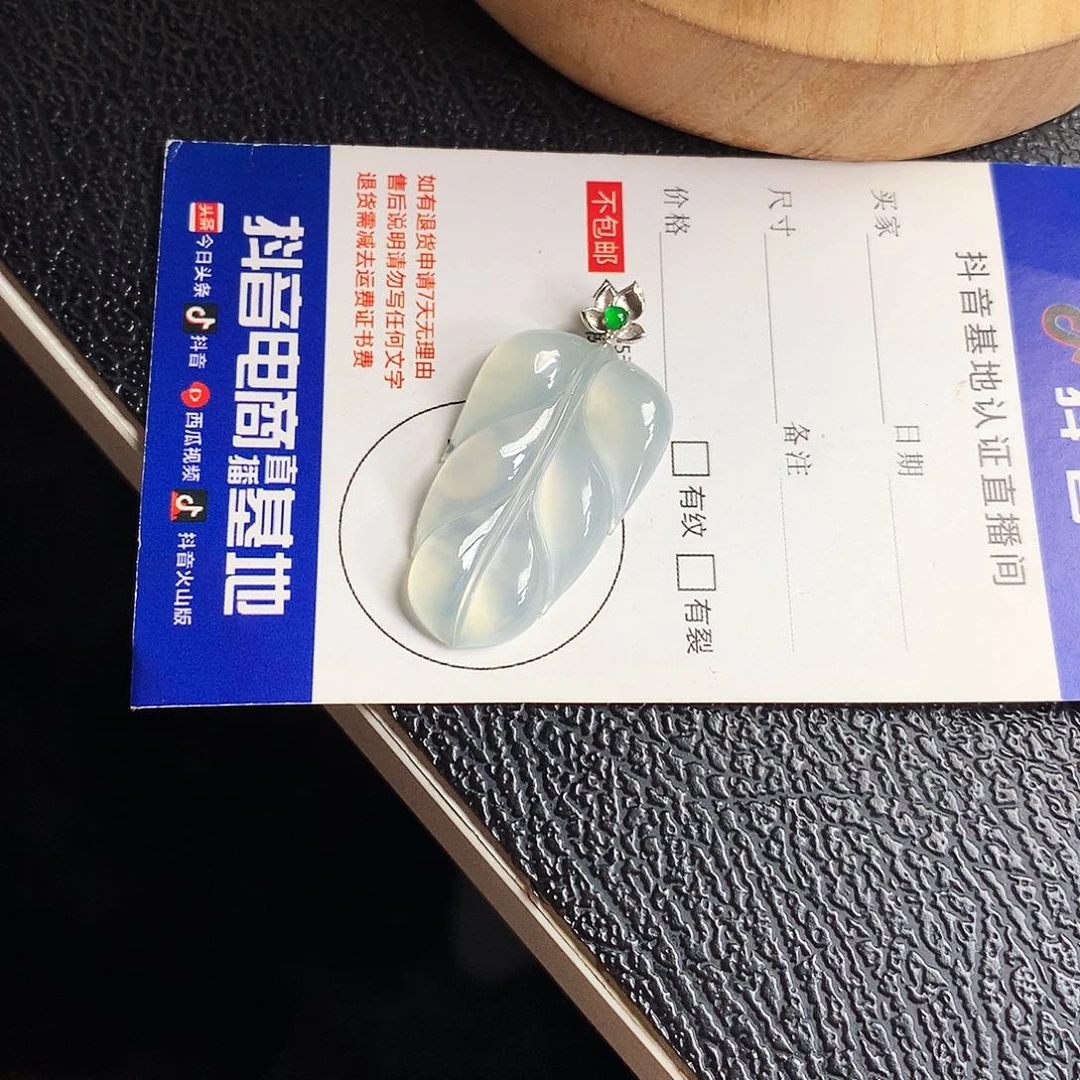 抖音基地认证直播间
买家
日期
尺寸
备注
价格
有纹
有裂
不包邮
如有退货申请7天无理由
售后说明请勿写任何文字
退货需减去运费证书费
抖音电商直播基地
头条
今日头条
抖音
西瓜视频
抖音火山版